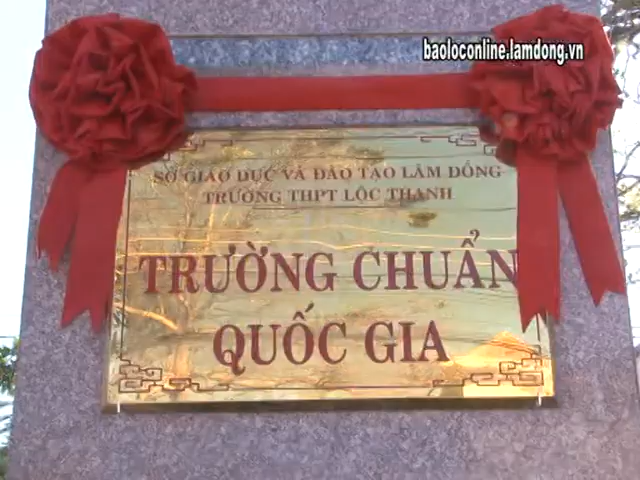 baoloconline.lamdong.vn
SỞ GIÁO DỤC VÀ ĐÀO TẠO LÂM ĐỒNG
TRƯỜNG THPT LỘC THANH
TRƯỜNG CHUẨN
QUỐC GIA